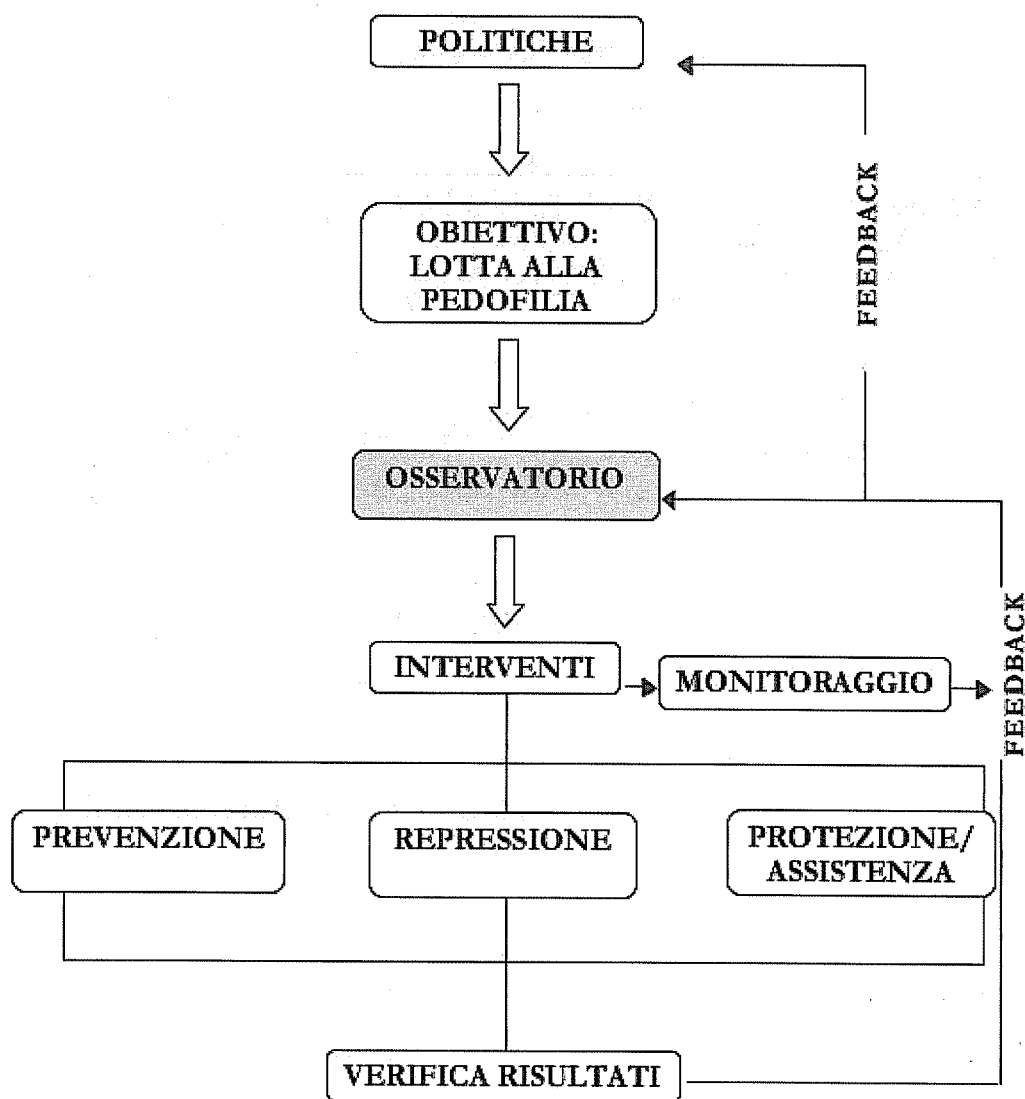 POLITICHE
FEEDBACK
OBIETTIVO:
LOTTA ALLA
PEDOFILIA
OSSERVATORIO
INTERVENTI
MONITORAGGIO
FEEDBACK
PREVENZIONE
REPRESSIONE
PROTEZIONE/
ASSISTENZA
VERIFICA RISULTATI